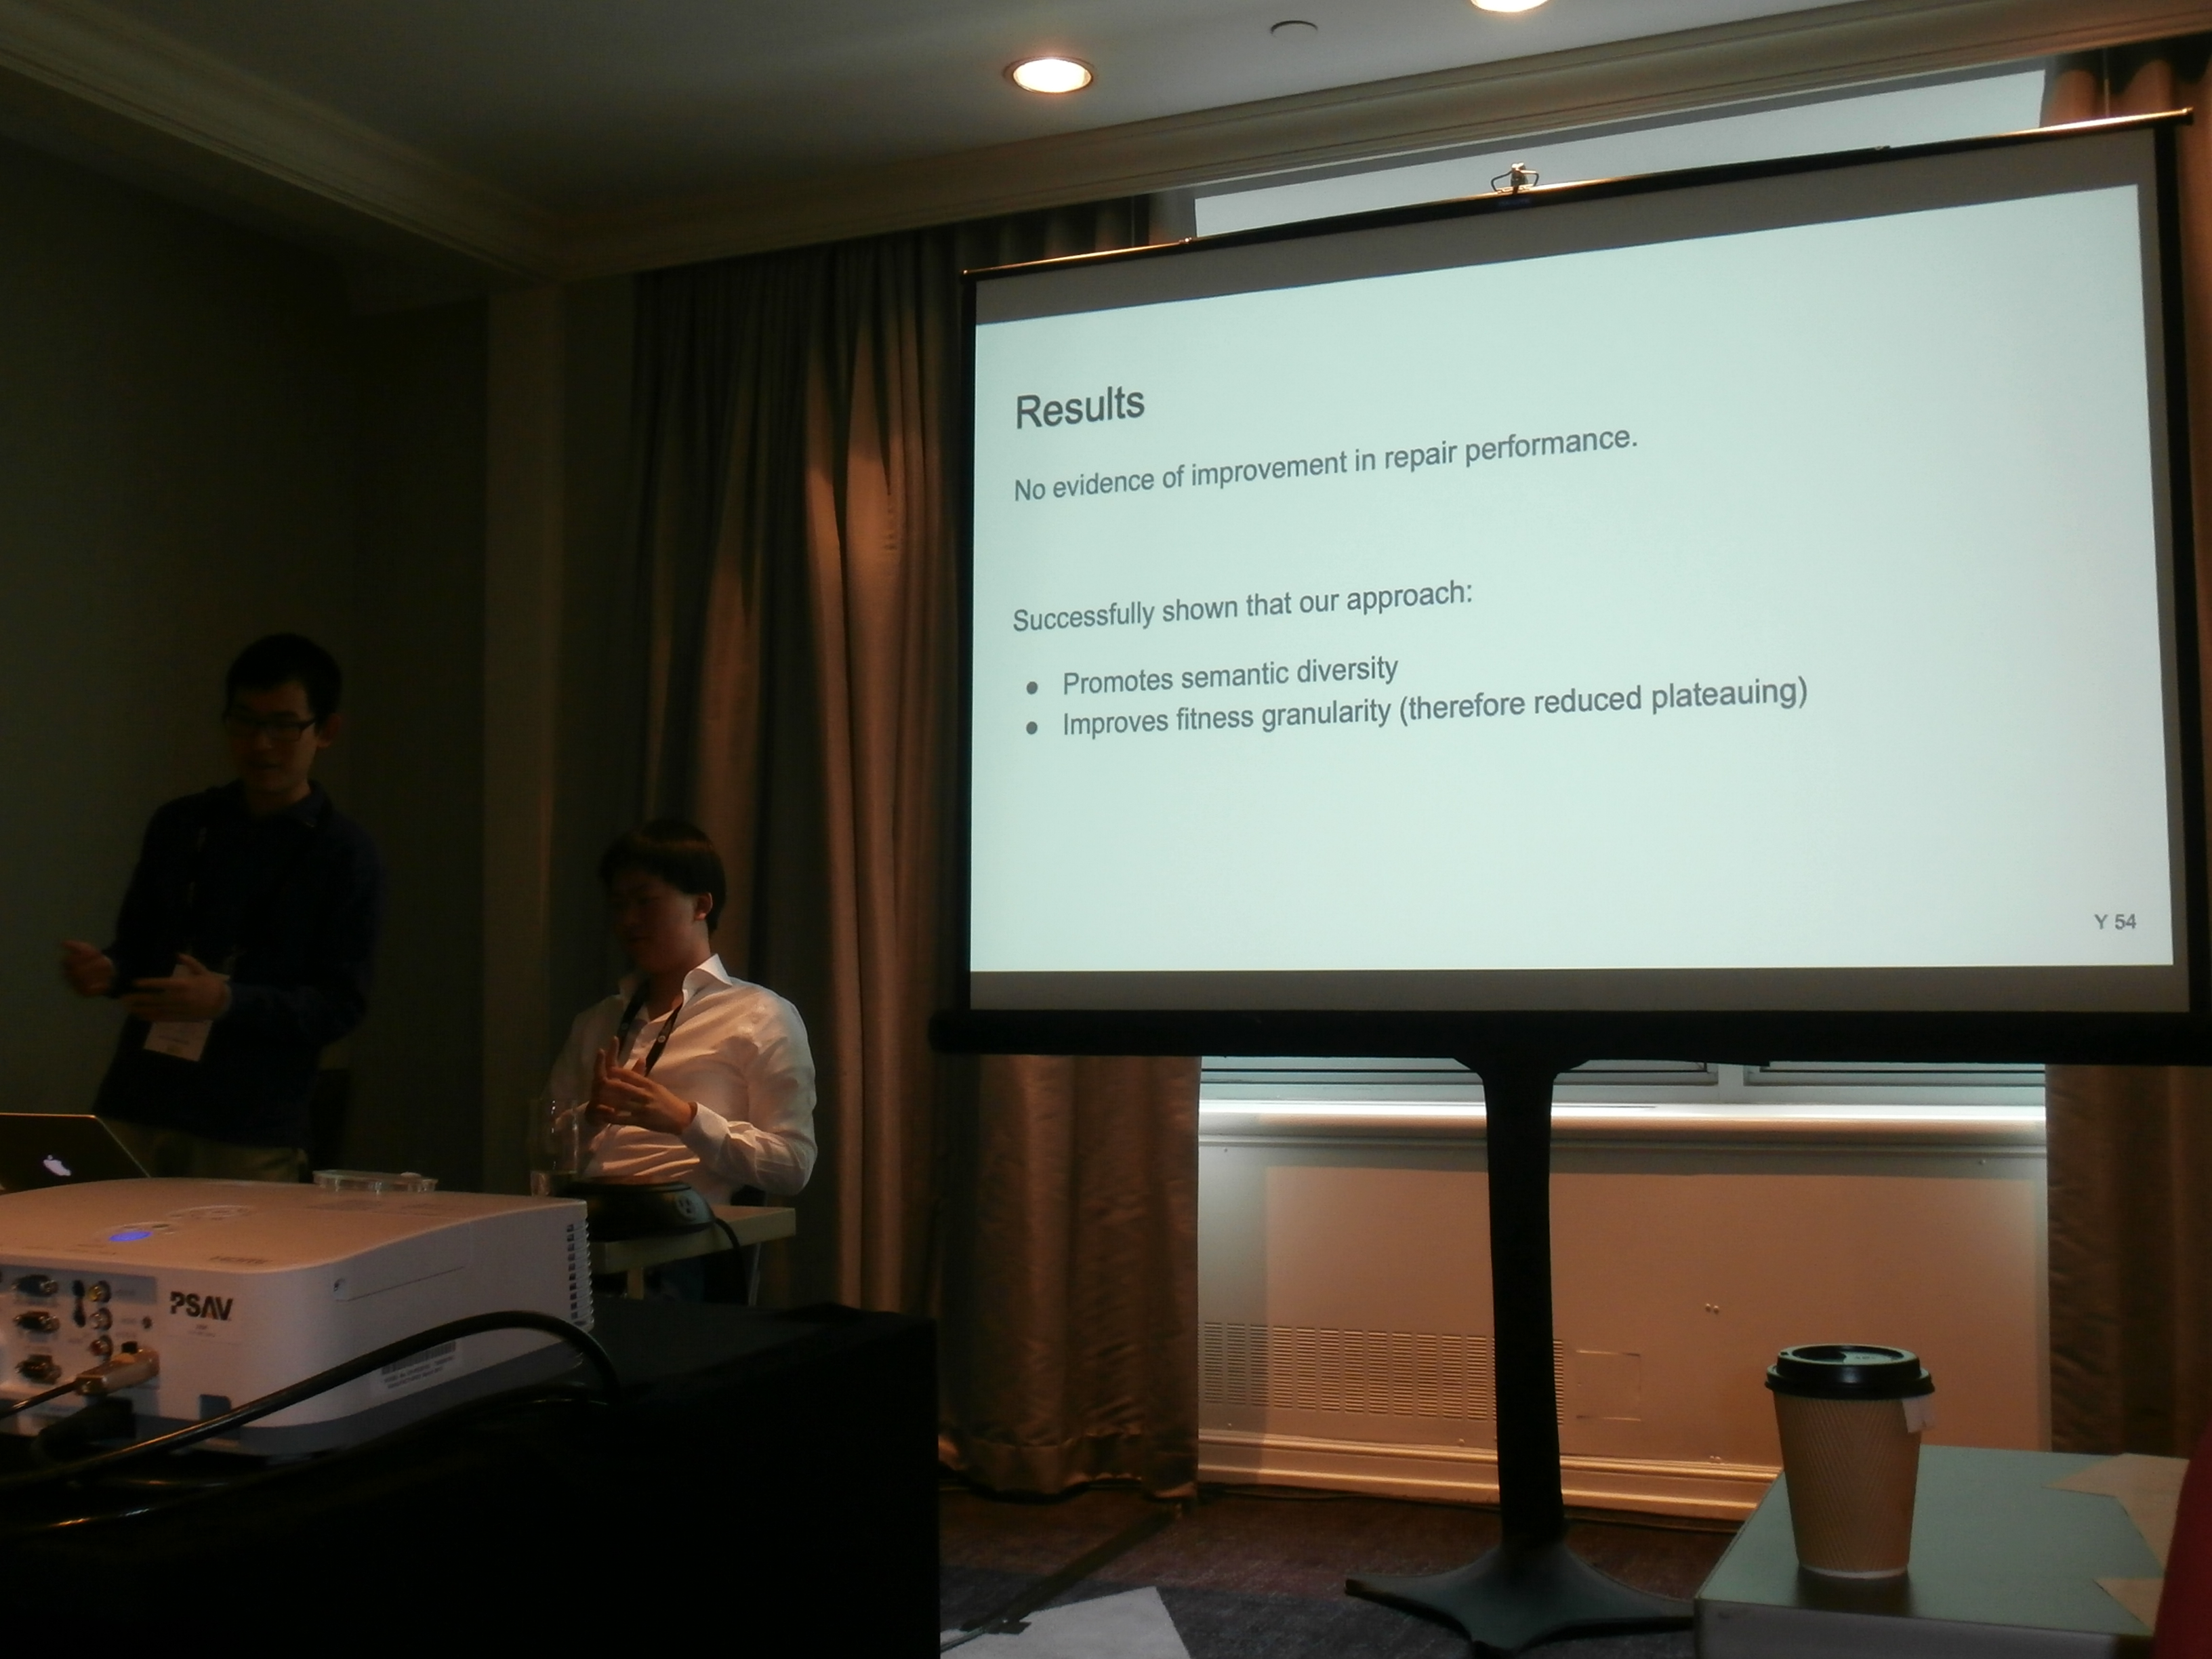 Results
No evidence of improvement in repair performance.
Successfully shown that our approach:
● Promotes semantic diversity
● Improves fitness granularity (therefore reduced plateauing)
Y 54
PSAV